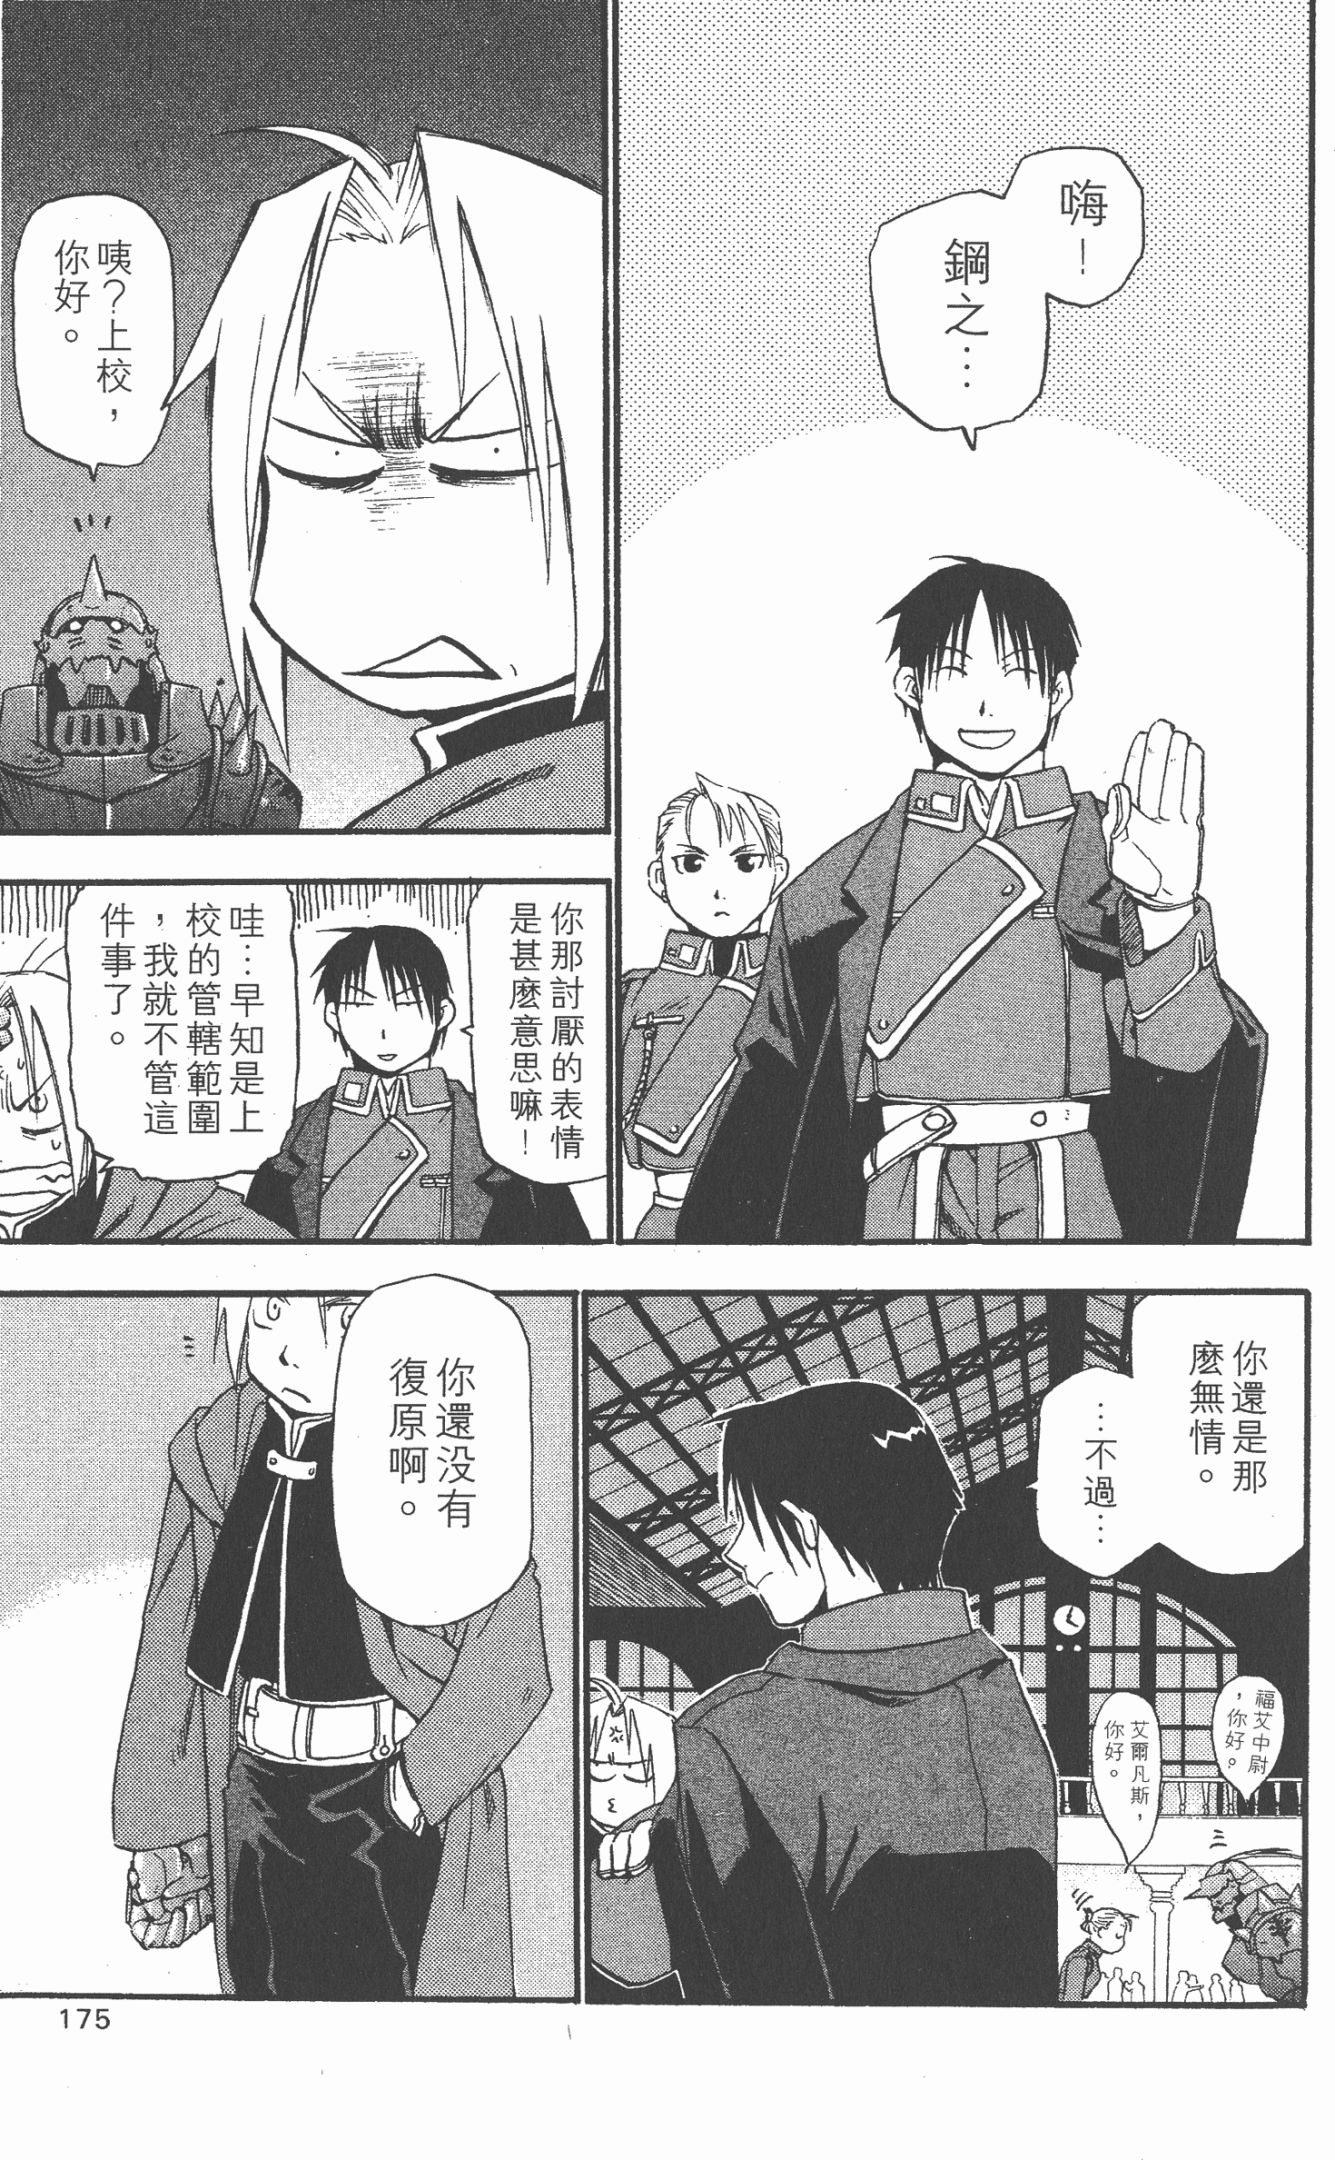 嗨！
鋼之…
咦？上校，
你好。
你那討厭的表情
是甚麼意思嘛！
哇…早知是上
校的管轄範圍
，我就不管這
件事了。
你還是那
麼無情。
…不過…
福艾中尉
，你好。
艾爾凡斯，
你好。
你還没有
復原啊。
175